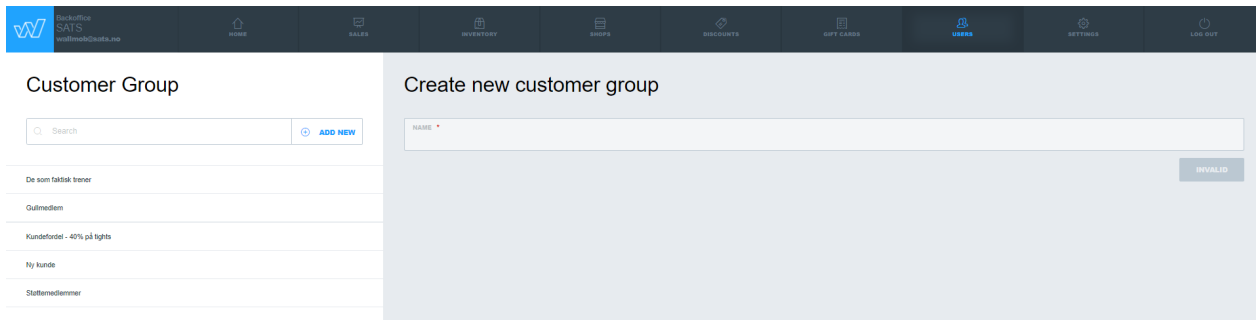 Backoffice
SATS
wallmob@sats.no
HOME
SALES
INVENTORY
SHOPS
DISCOUNTS
GIFT CARDS
USERS
SETTINGS
LOG OUT
Customer Group
Search
ADD NEW
De som faktisk trener
Gullmedlem
Kundefordel - 40% på tights
Ny kunde
Støttemedlemmer
Create new customer group
NAME *
INVALID